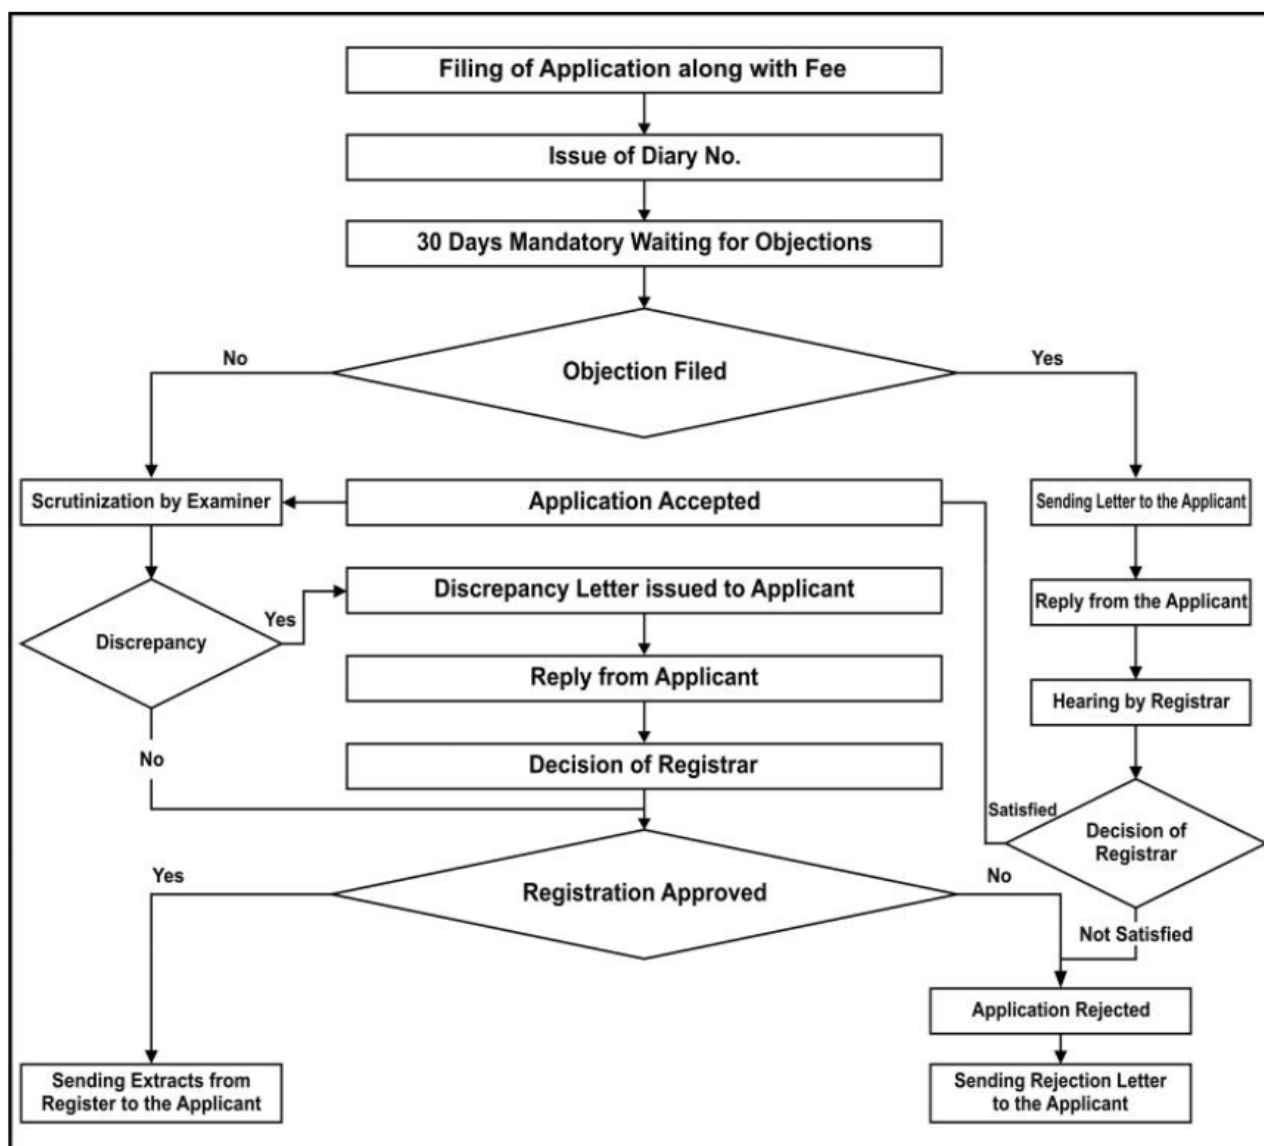 Filing of Application along with Fee
Issue of Diary No.
30 Days Mandatory Waiting for Objections
No
Objection Filed
Yes
Scrutinization by Examiner
Application Accepted
Sending Letter to the Applicant
Discrepancy
Yes
Discrepancy Letter issued to Applicant
Reply from the Applicant
Reply from Applicant
Hearing by Registrar
No
Decision of Registrar
Satisfied
Decision of
Registrar
Yes
Registration Approved
No
Not Satisfied
Application Rejected
Sending Extracts from
Register to the Applicant
Sending Rejection Letter
to the Applicant